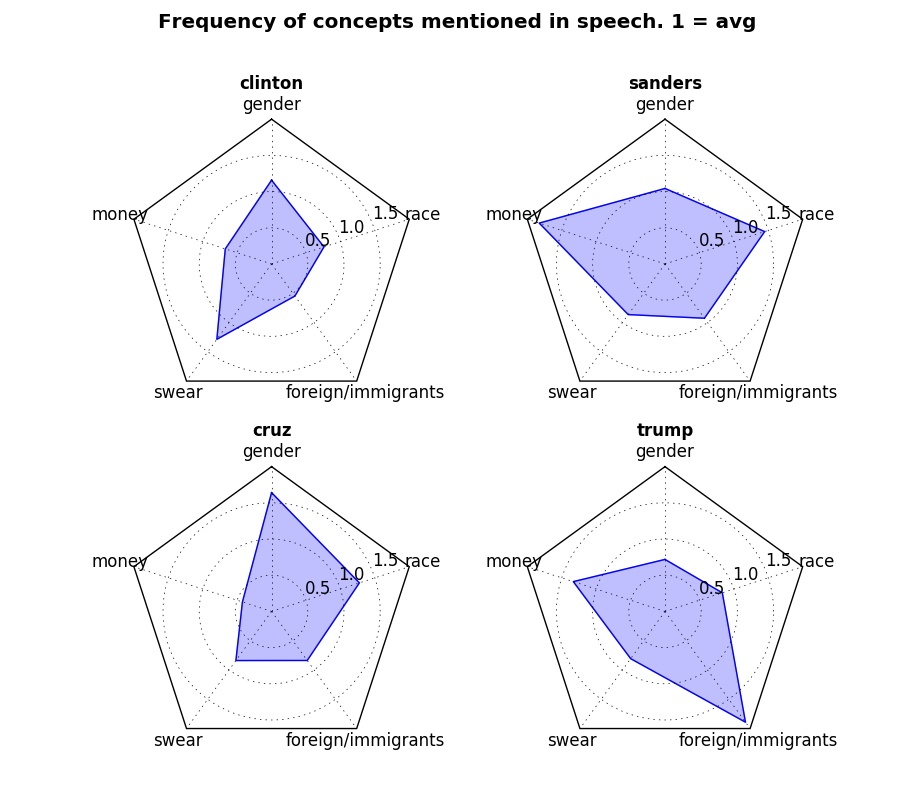 Frequency of concepts mentioned in speech. 1 = avg
clinton
gender
money
0.5
1.0
1.5
race
swear
foreign/immigrants
sanders
gender
money
0.5
1.0
1.5
race
swear
foreign/immigrants
cruz
gender
money
0.5
1.0
1.5
race
swear
foreign/immigrants
trump
gender
money
0.5
1.0
1.5
race
swear
foreign/immigrants